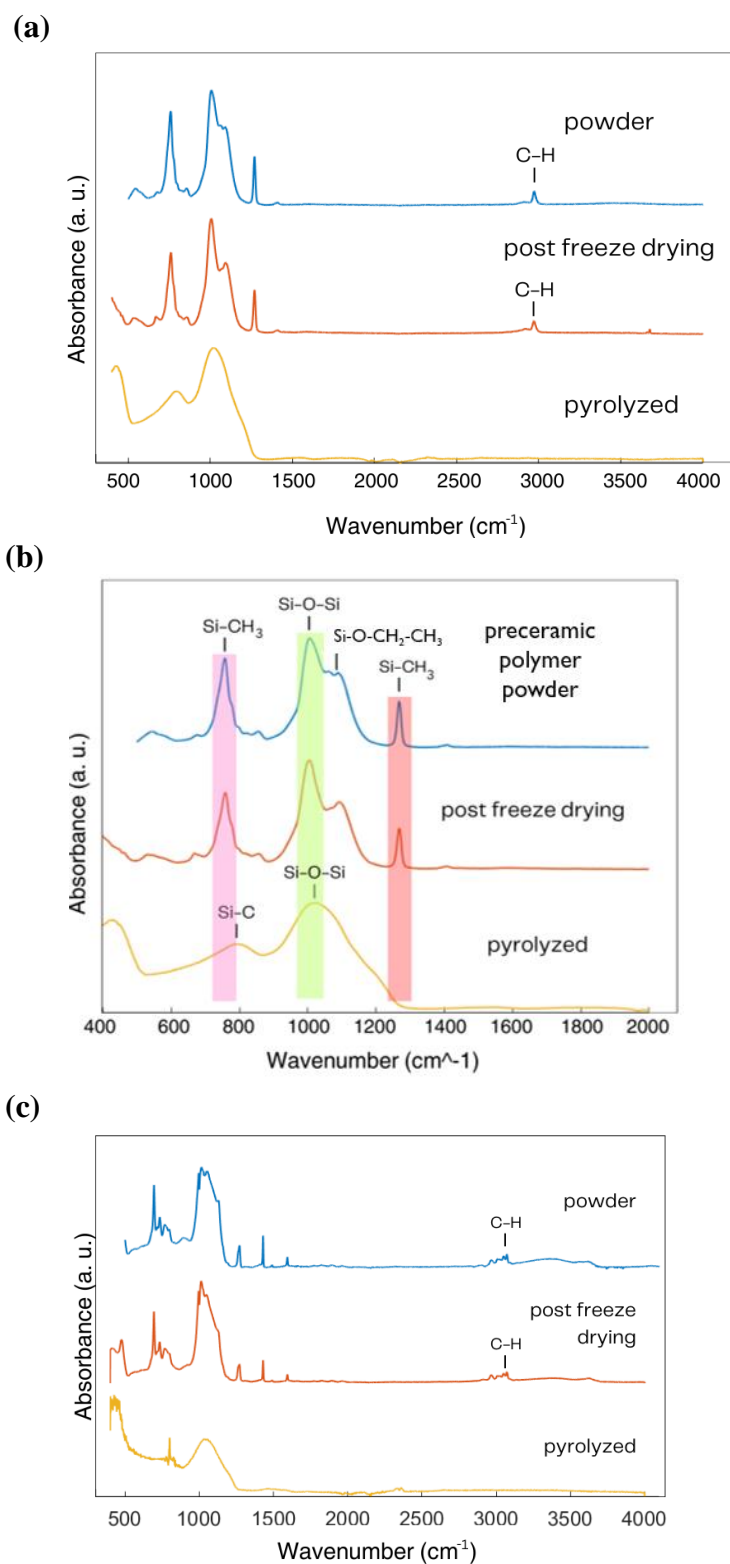 (a)
powder
C–H
post freeze drying
C–H
pyrolyzed
Absorbance (a. u.)
500 1000 1500 2000 2500 3000 3500 4000
Wavenumber (cm-1)
(b)
Si-O-Si
Si-CH3
Si-O-CH2-CH3
Si-CH3
preceramic
polymer
powder
post freeze drying
Si-O-Si
Si-C
pyrolyzed
Absorbance (a. u.)
400 600 800 1000 1200 1400 1600 1800 2000
Wavenumber (cm^-1)
(c)
powder
C–H
post freeze
drying
C–H
pyrolyzed
Absorbance (a. u.)
500 1000 1500 2000 2500 3000 3500 4000
Wavenumber (cm-1)